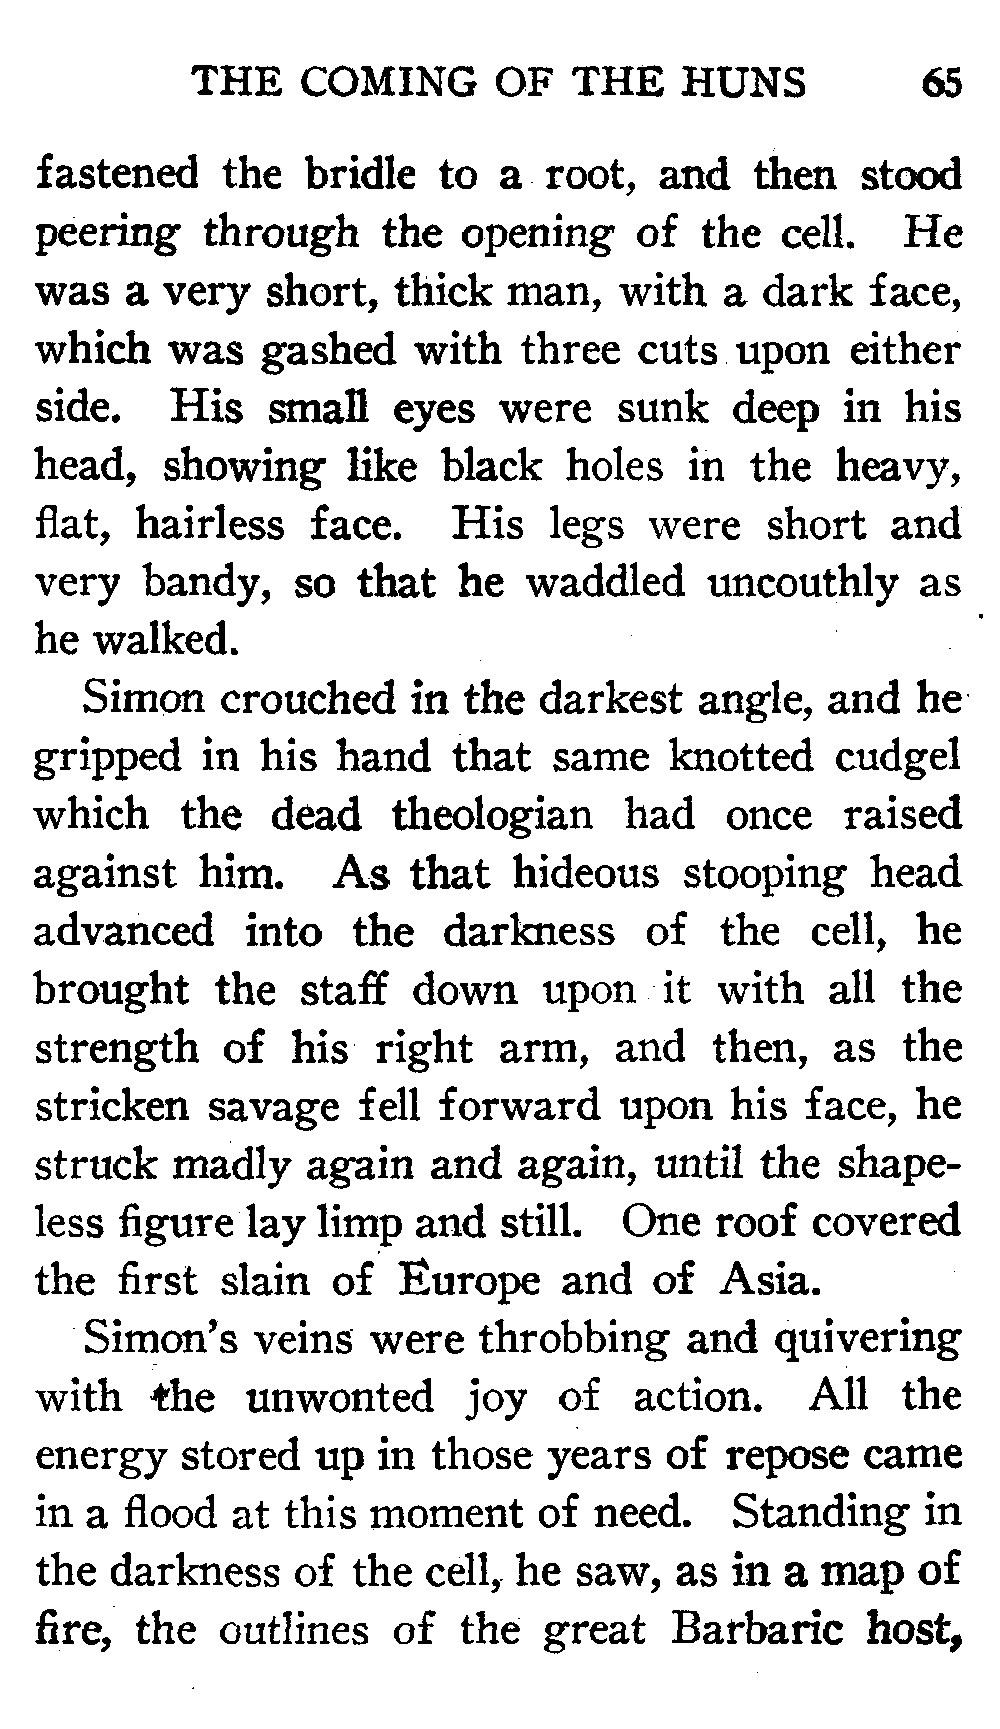 THE COMING OF THE HUNS 65
fastened the bridle to a root, and then stood
peering through the opening of the cell. He
was a very short, thick man, with a dark face,
which was gashed with three cuts upon either
side. His small eyes were sunk deep in his
head, showing like black holes in the heavy,
flat, hairless face. His legs were short and
very bandy, so that he waddled uncouthly as
he walked.
Simon crouched in the darkest angle, and he
gripped in his hand that same knotted cudgel
which the dead theologian had once raised
against him. As that hideous stooping head
advanced into the darkness of the cell, he
brought the staff down upon it with all the
strength of his right arm, and then, as the
stricken savage fell forward upon his face, he
struck madly again and again, until the shape-
less figure lay limp and still. One roof covered
the first slain of Europe and of Asia.
Simon's veins were throbbing and quivering
with the unwonted joy of action. All the
energy stored up in those years of repose came
in a flood at this moment of need. Standing in
the darkness of the cell, he saw, as in a map of
fire, the outlines of the great Barbaric host,